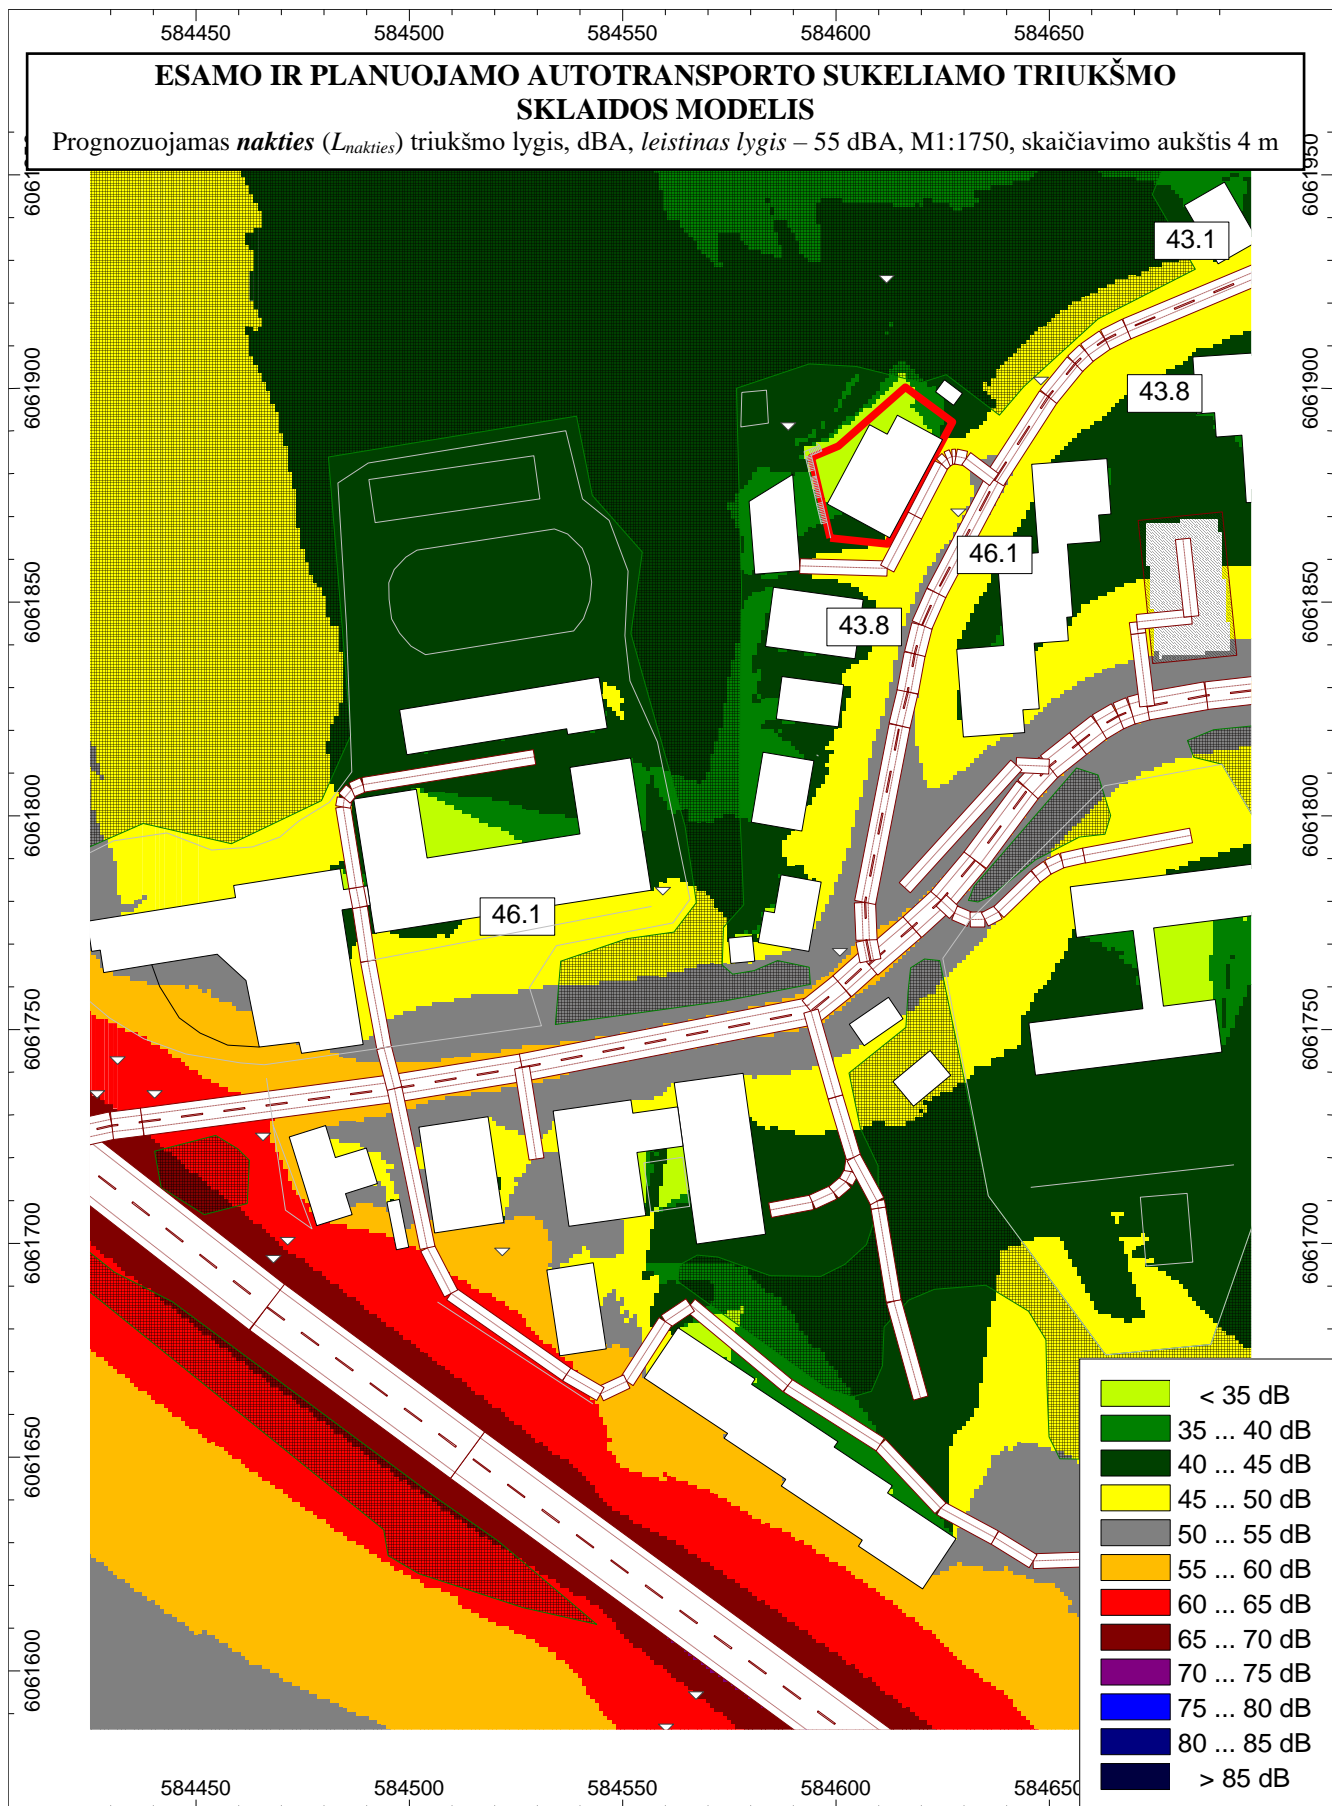 584450 584500 584550 584600 584650
ESAMO IR PLANUOJAMO AUTOTRANSPORTO SUKELIAMO TRIUKŠMO
SKLAIDOS MODELIS
Prognozuojamas nakties (Lnakties) triukšmo lygis, dBA, leistinas lygis – 55 dBA, M1:1750, skaičiavimo aukštis 4 m
6061950
43.1
6061900 6061900
43.8
46.1
6061850 6061850
43.8
6061800 6061800
46.1
6061750 6061750
6061700 6061700
6061650
6061600
< 35 dB
35 ... 40 dB
40 ... 45 dB
45 ... 50 dB
50 ... 55 dB
55 ... 60 dB
60 ... 65 dB
65 ... 70 dB
70 ... 75 dB
75 ... 80 dB
80 ... 85 dB
> 85 dB
584450 584500 584550 584600 584650